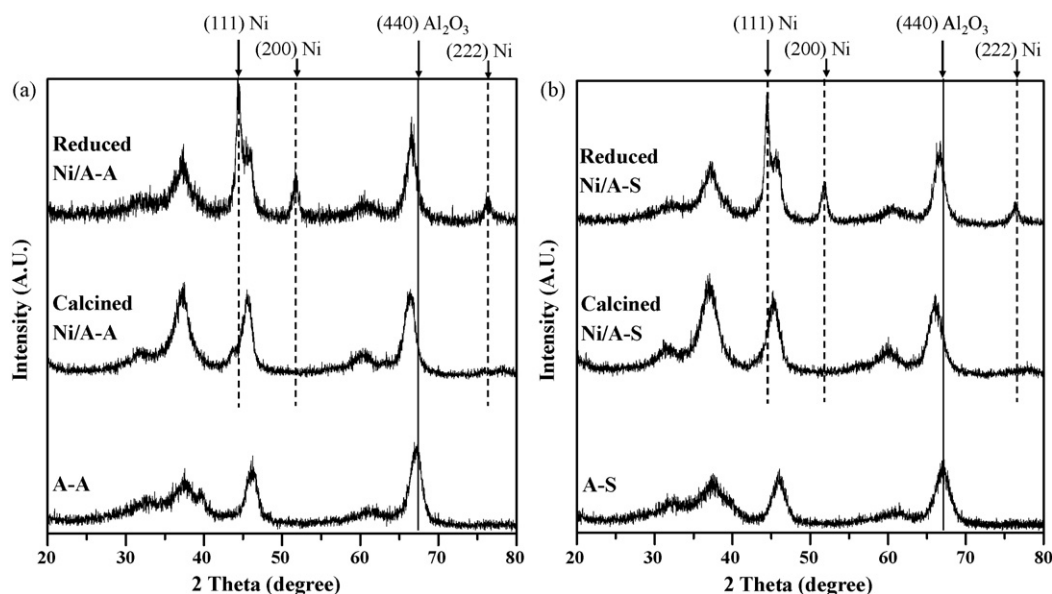 (111) Ni
(440) Al₂O₃
(200) Ni
(222) Ni
(a)
Reduced
Ni/A-A
Calcined
Ni/A-A
A-A
Intensity (A.U.)
20 30 40 50 60 70 80
2 Theta (degree)
(111) Ni
(440) Al₂O₃
(200) Ni
(222) Ni
(b)
Reduced
Ni/A-S
Calcined
Ni/A-S
A-S
Intensity (A.U.)
20 30 40 50 60 70 80
2 Theta (degree)